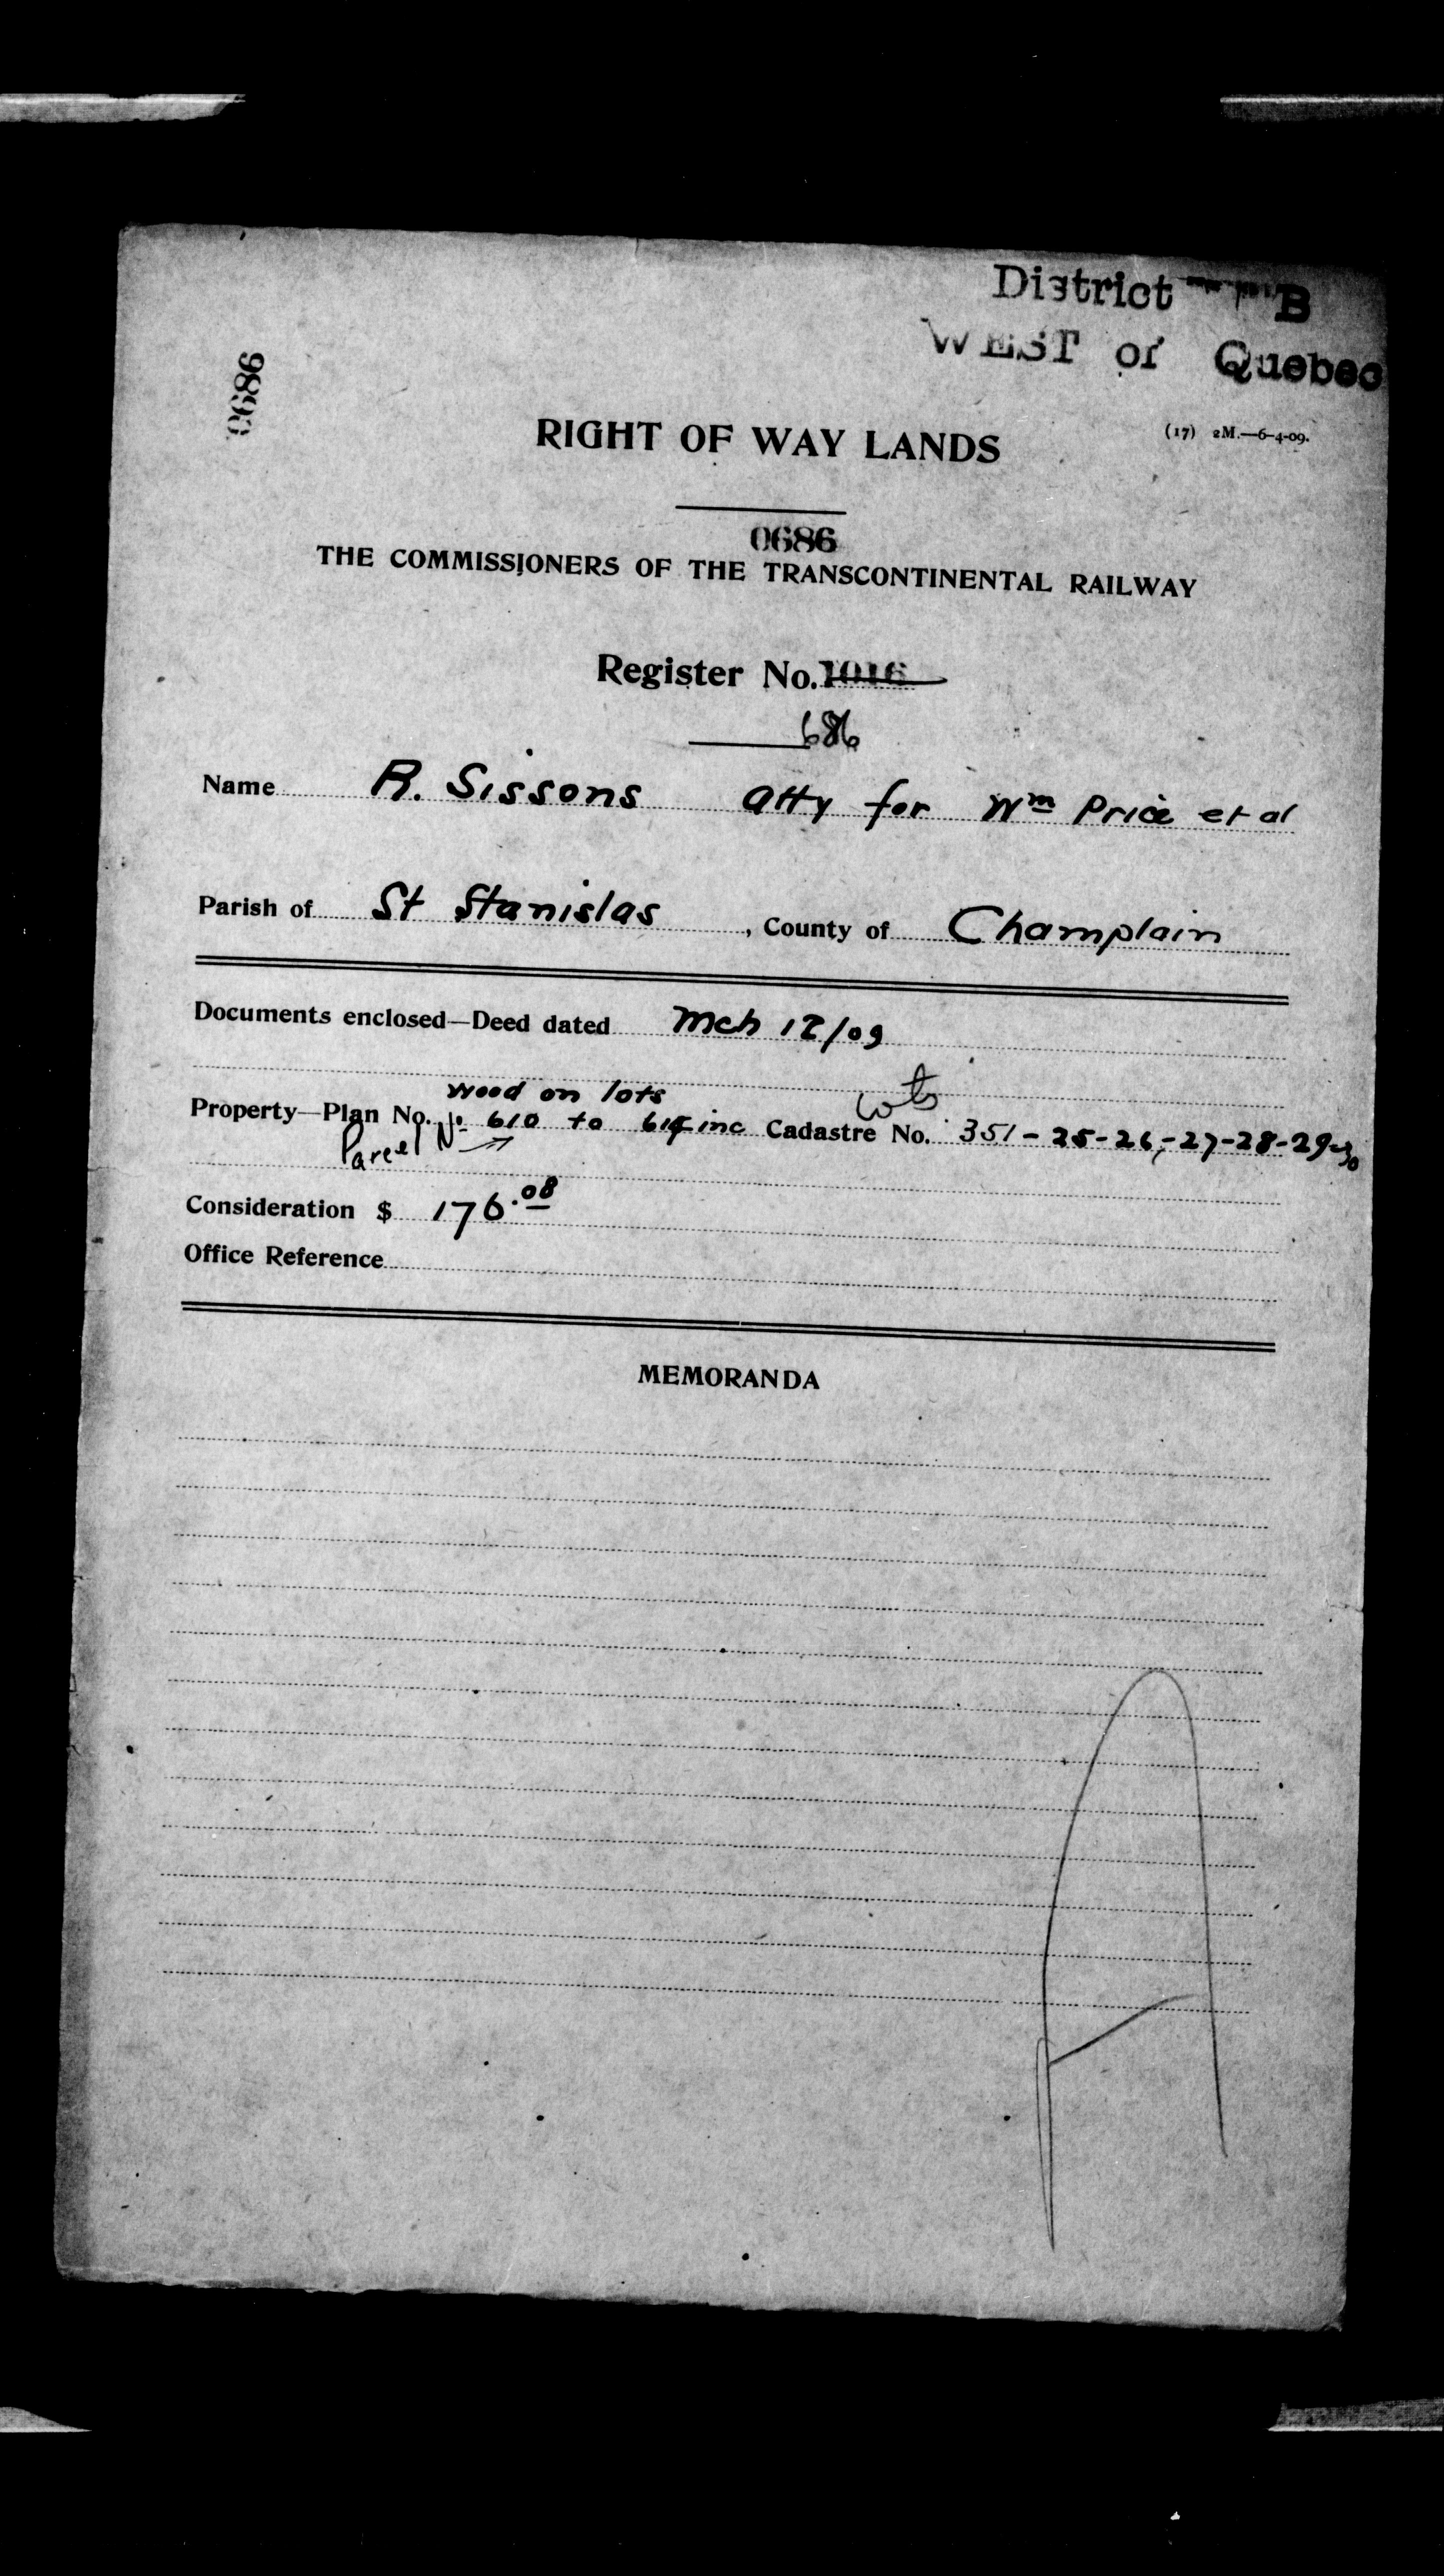 District B
WEST of Quebec
0686
(17) 2M.—6-4-09.
RIGHT OF WAY LANDS
0686
THE COMMISSIONERS OF THE TRANSCONTINENTAL RAILWAY
Register No. 1016
686
Name R. Sissons atty for Wm Price et al
Parish of St Stanislas, County of Champlain
Documents enclosed—Deed dated Mch 12/09
wood on lots
Lots
Property—Plan No. No 610 to 614 inc Cadastre No. 351-25-26,-27-28-29-30
Parcel
Consideration $ 176.08
Office Reference
MEMORANDA